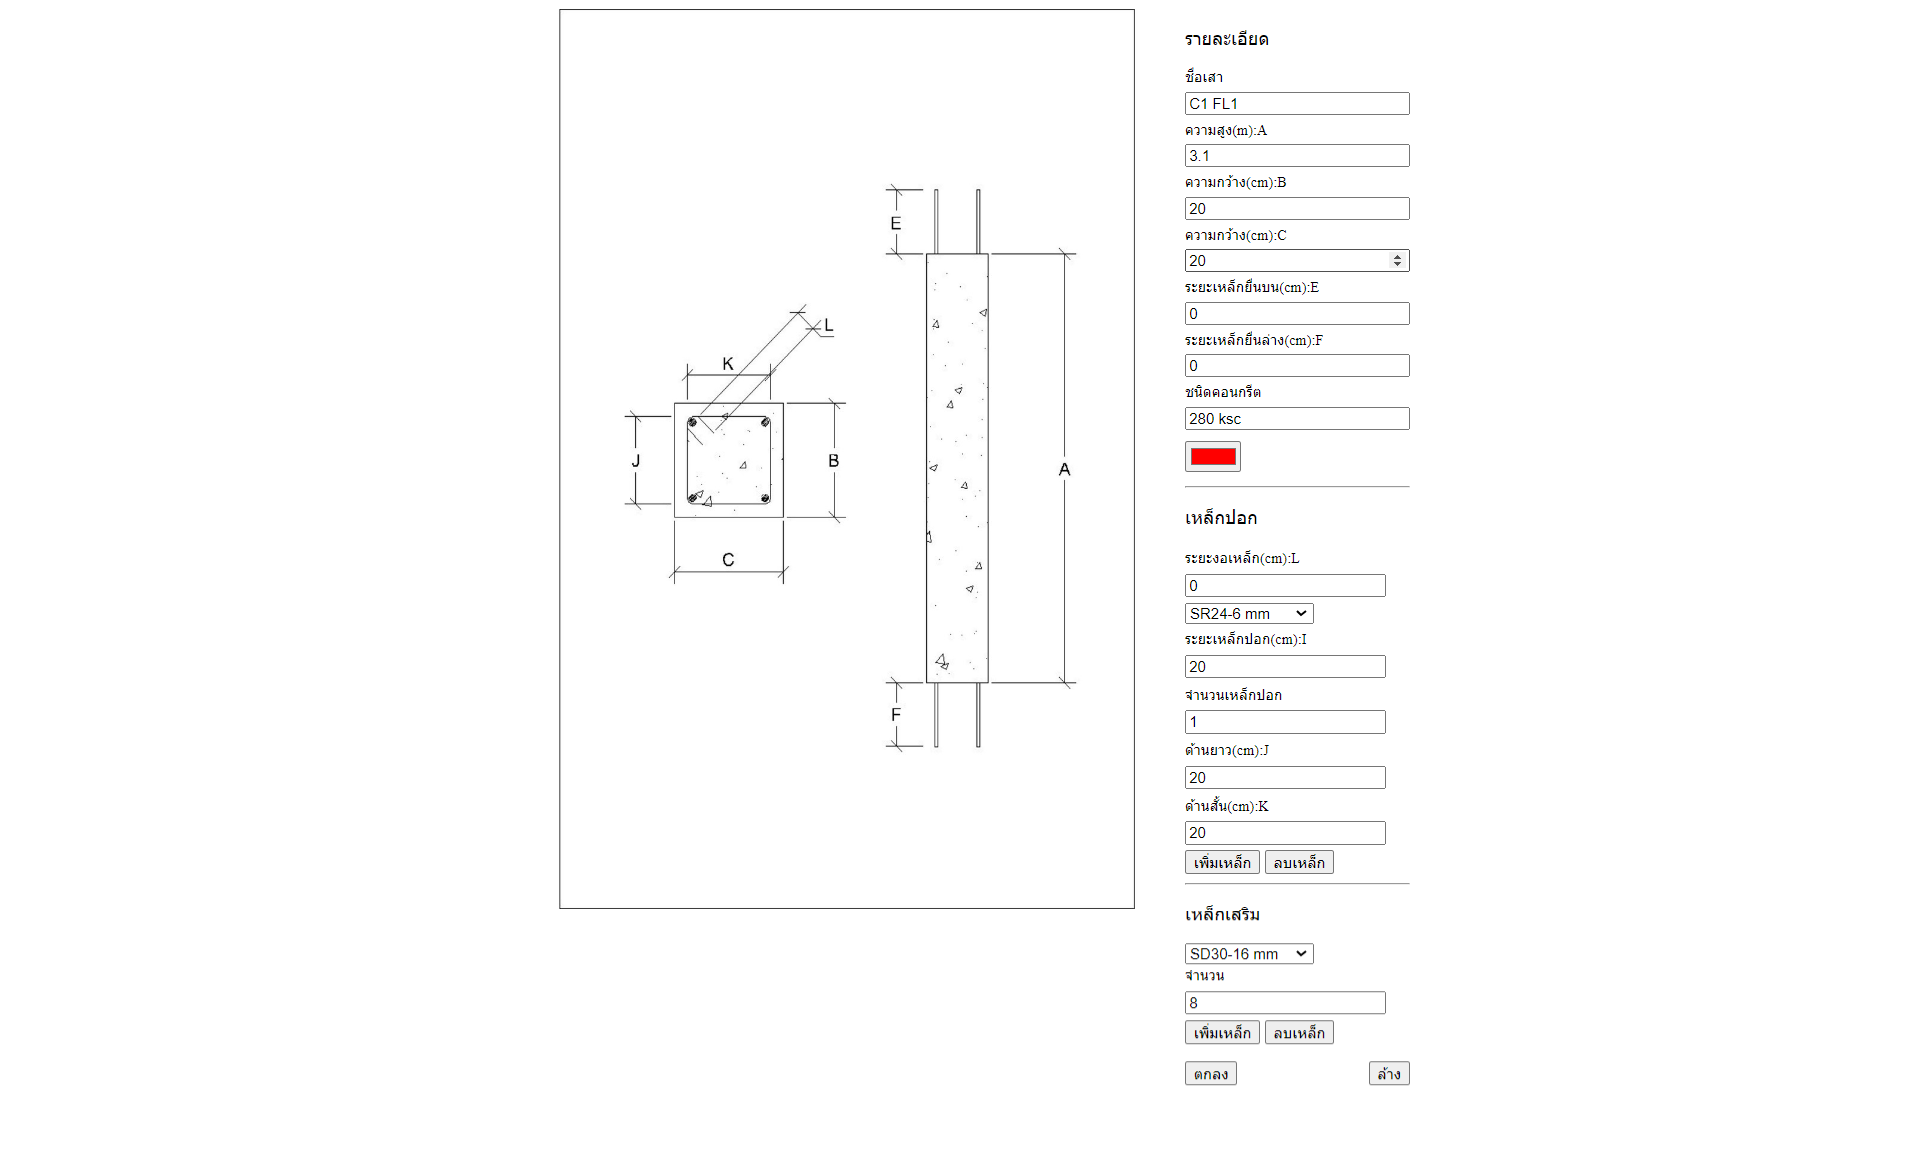 E
L
K
J
B
A
C
F
รายละเอียด
ชื่อเสา
C1 FL1
ความสูง(m):A
3.1
ความกว้าง(cm):B
20
ความกว้าง(cm):C
20
ระยะเหล็กยื่นบน(cm):E
0
ระยะเหล็กยื่นล่าง(cm):F
0
ชนิดคอนกรีต
280 ksc
เหล็กปอก
ระยะงอเหล็ก(cm):L
0
SR24-6 mm
ระยะเหล็กปอก(cm):I
20
จำนวนเหล็กปอก
1
ด้านยาว(cm):J
20
ด้านสั้น(cm):K
20
เพิ่มเหล็ก ลบเหล็ก
เหล็กเสริม
SD30-16 mm
จำนวน
8
เพิ่มเหล็ก ลบเหล็ก
ตกลง ล้าง